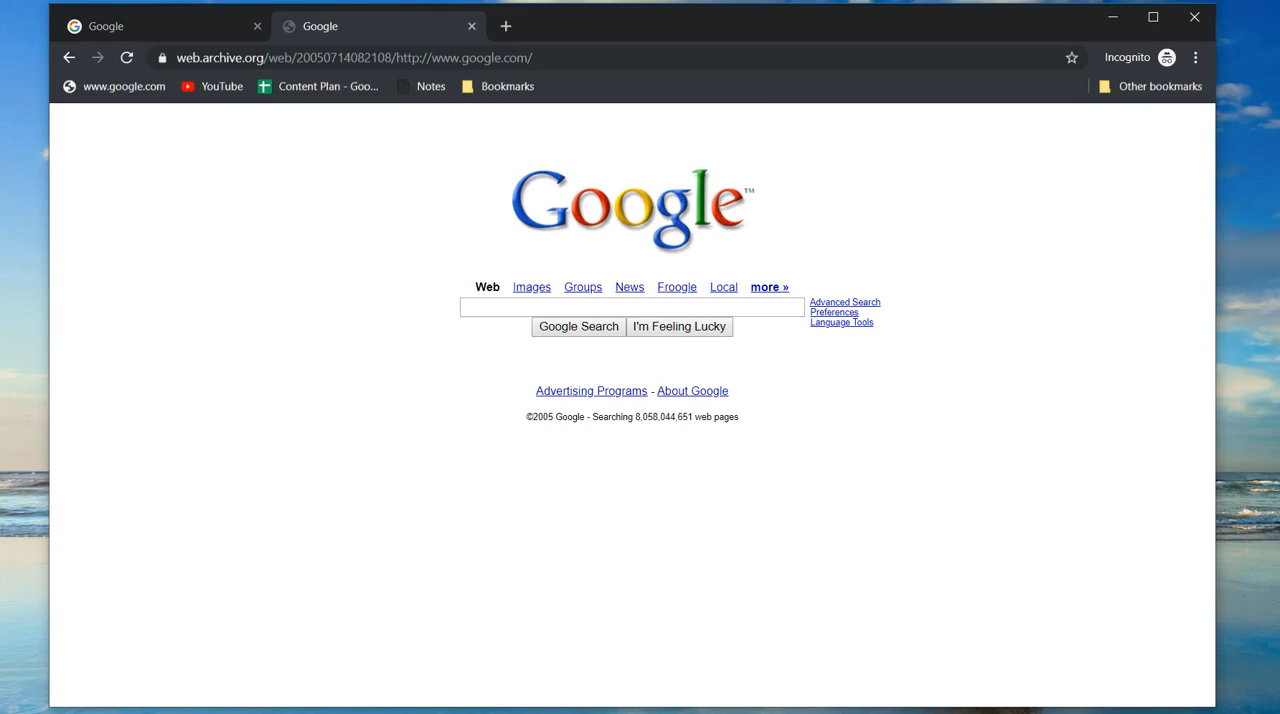 Google
Google
web.archive.org/web/20050714082108/http://www.google.com/
Incognito
www.google.com YouTube Content Plan - Goo... Notes Bookmarks Other bookmarks
Google™
Web Images Groups News Froogle Local more »
Advanced Search
Preferences
Language Tools
Google Search I'm Feeling Lucky
Advertising Programs - About Google
©2005 Google - Searching 8,058,044,651 web pages